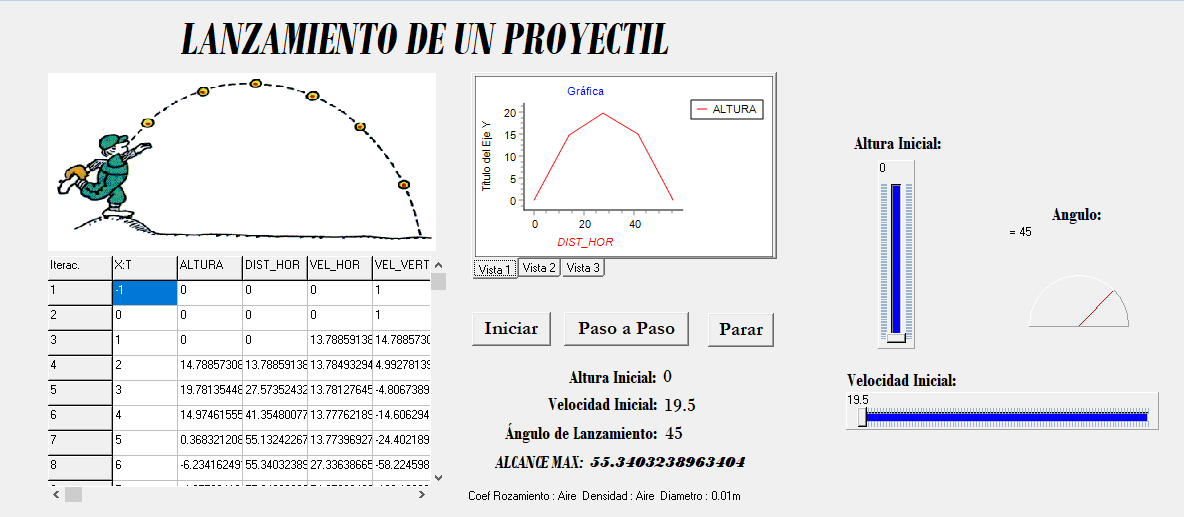 LANZAMIENTO DE UN PROYECTIL
Gráfica
ALTURA
Título del Eje Y
20
15
10
5
0
0 20 40
DIST_HOR
Vista 1 Vista 2 Vista 3
Iterac. X:T ALTURA DIST_HOR VEL_HOR VEL_VERT
1 -1 0 0 0 1
2 0 0 0 0 1
3 1 0 0 13.78859138 14.7885730
4 2 14.78857308 13.78859138 13.78493294 4.99278139
5 3 19.78135448 27.57352432 13.78127645 -4.8067389
6 4 14.97461555 41.35480077 13.77762189 -14.606294
7 5 0.368321208 55.13242267 13.77396927 -24.402189
8 6 -6.234162491 55.34032389 27.33638665 -58.224598
Iniciar Paso a Paso Parar
Altura Inicial: 0
Velocidad Inicial: 19.5
Ángulo de Lanzamiento: 45
ALCANCE MAX: 55.3403238963404
Coef Rozamiento : Aire Densidad : Aire Diametro : 0.01m
Altura Inicial:
0
Angulo:
= 45
Velocidad Inicial:
19.5